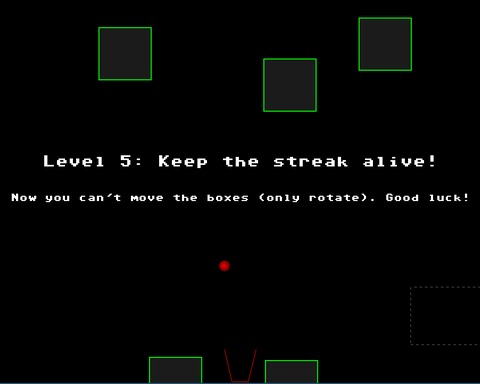 Level 5: Keep the streak alive!
Now you can't move the boxes (only rotate). Good luck!